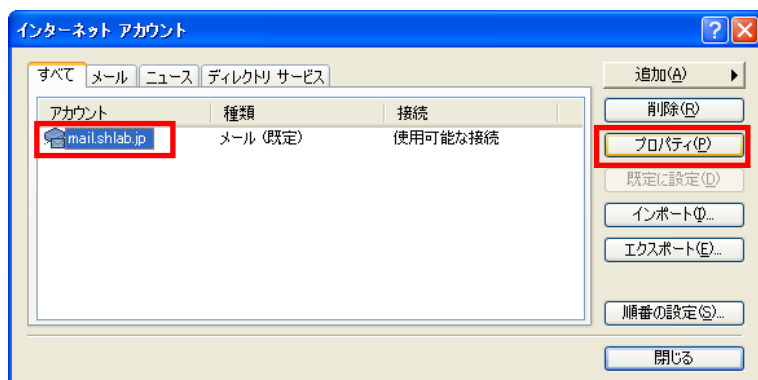 インターネット アカウント
すべて メール ニュース ディレクトリ サービス
アカウント 種類 接続
mail.shlab.jp メール (既定) 使用可能な接続
追加(A)
削除(R)
プロパティ(P)
既定に設定(D)
インポート(I)...
エクスポート(E)...
順番の設定(S)...
閉じる